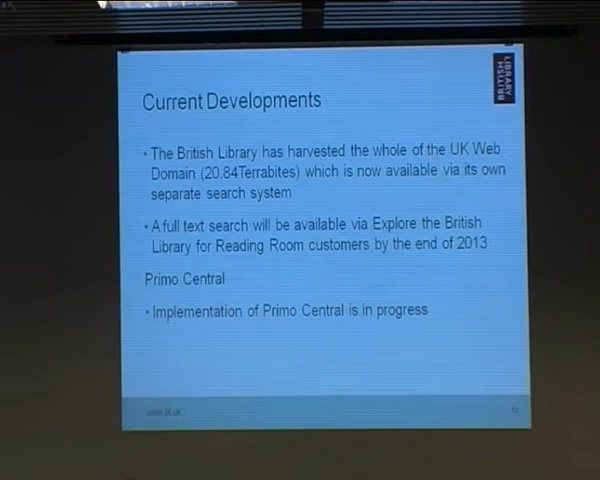 BRITISH
LIBRARY
Current Developments
• The British Library has harvested the whole of the UK Web
Domain (20.84Terrabites) which is now available via its own
separate search system
• A full text search will be available via Explore the British
Library for Reading Room customers by the end of 2013
Primo Central
• Implementation of Primo Central is in progress
www.bl.uk